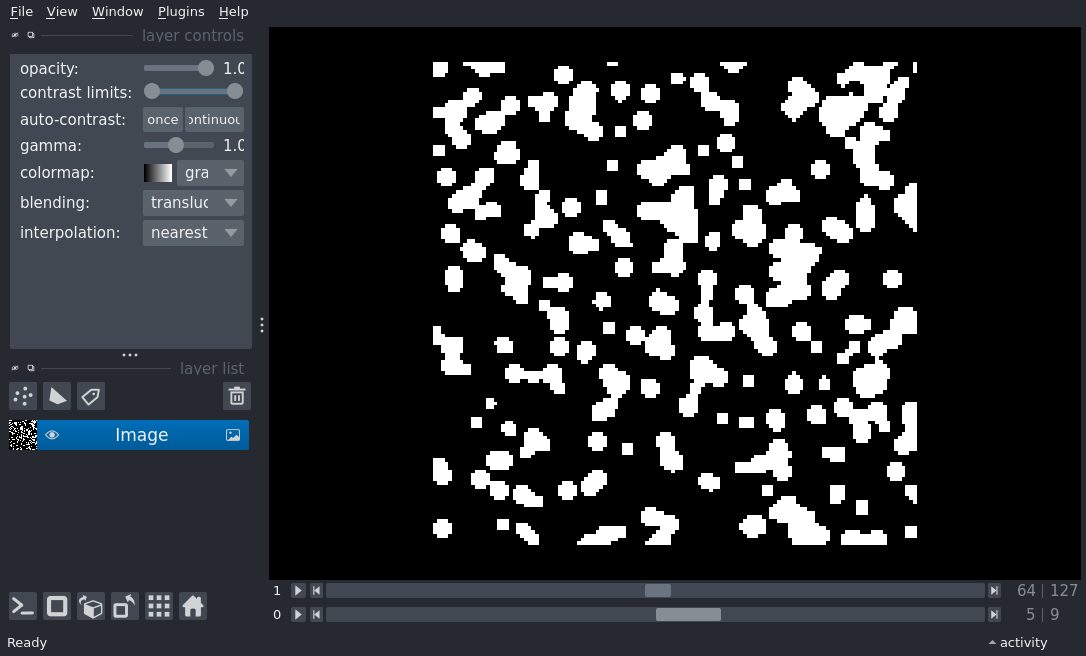 File View Window Plugins Help
layer controls
opacity: 1.0
contrast limits:
auto-contrast: once ontinuou
gamma: 1.0
colormap: gra
blending: transluc
interpolation: nearest
layer list
Image
1 64 | 127
0 5 | 9
Ready activity